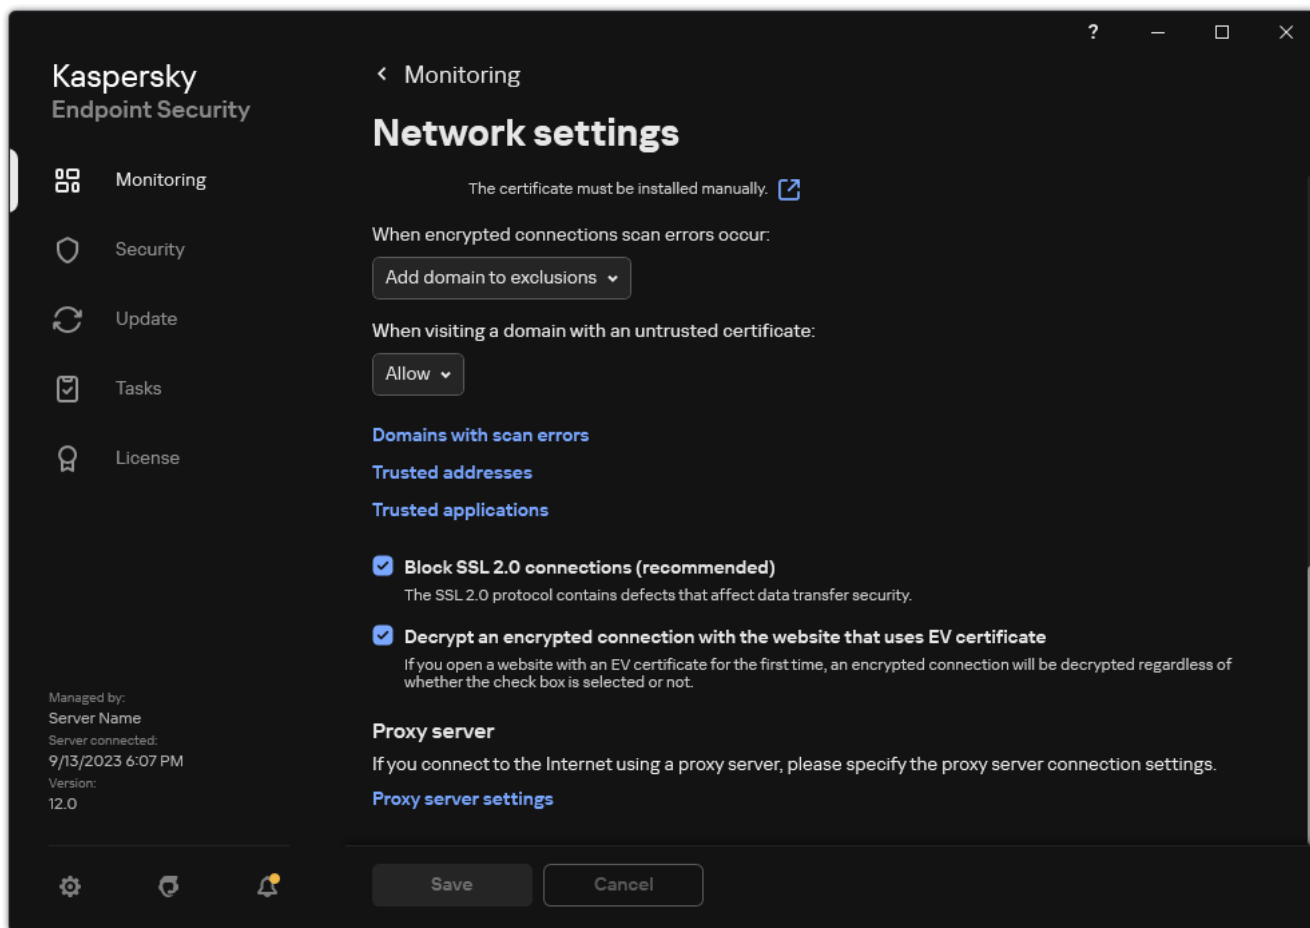 ?
Kaspersky
Endpoint Security
Monitoring
Security
Update
Tasks
License
Managed by:
Server Name
Server connected:
9/13/2023 6:07 PM
Version:
12.0
Monitoring
Network settings
The certificate must be installed manually.
When encrypted connections scan errors occur:
Add domain to exclusions
When visiting a domain with an untrusted certificate:
Allow
Domains with scan errors
Trusted addresses
Trusted applications
Block SSL 2.0 connections (recommended)
The SSL 2.0 protocol contains defects that affect data transfer security.
Decrypt an encrypted connection with the website that uses EV certificate
If you open a website with an EV certificate for the first time, an encrypted connection will be decrypted regardless of
whether the check box is selected or not.
Proxy server
If you connect to the Internet using a proxy server, please specify the proxy server connection settings.
Proxy server settings
Save
Cancel